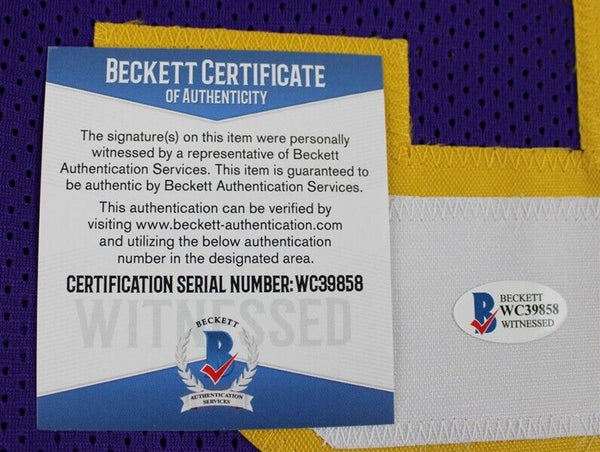 BECKETT CERTIFICATE
OF AUTHENTICITY
The signature(s) on this item were personally
witnessed by a representative of Beckett
Authentication Services. This item is guaranteed to
be authentic by Beckett Authentication Services.
This authentication can be verified by
visiting www.beckett-authentication.com
and utilizing the below authentication
number in the designated area.
CERTIFICATION SERIAL NUMBER: WC39858
WITNESSED
BECKETT
B
AUTHENTICATION
SERVICES
B
BECKETT
WC39858
WITNESSED